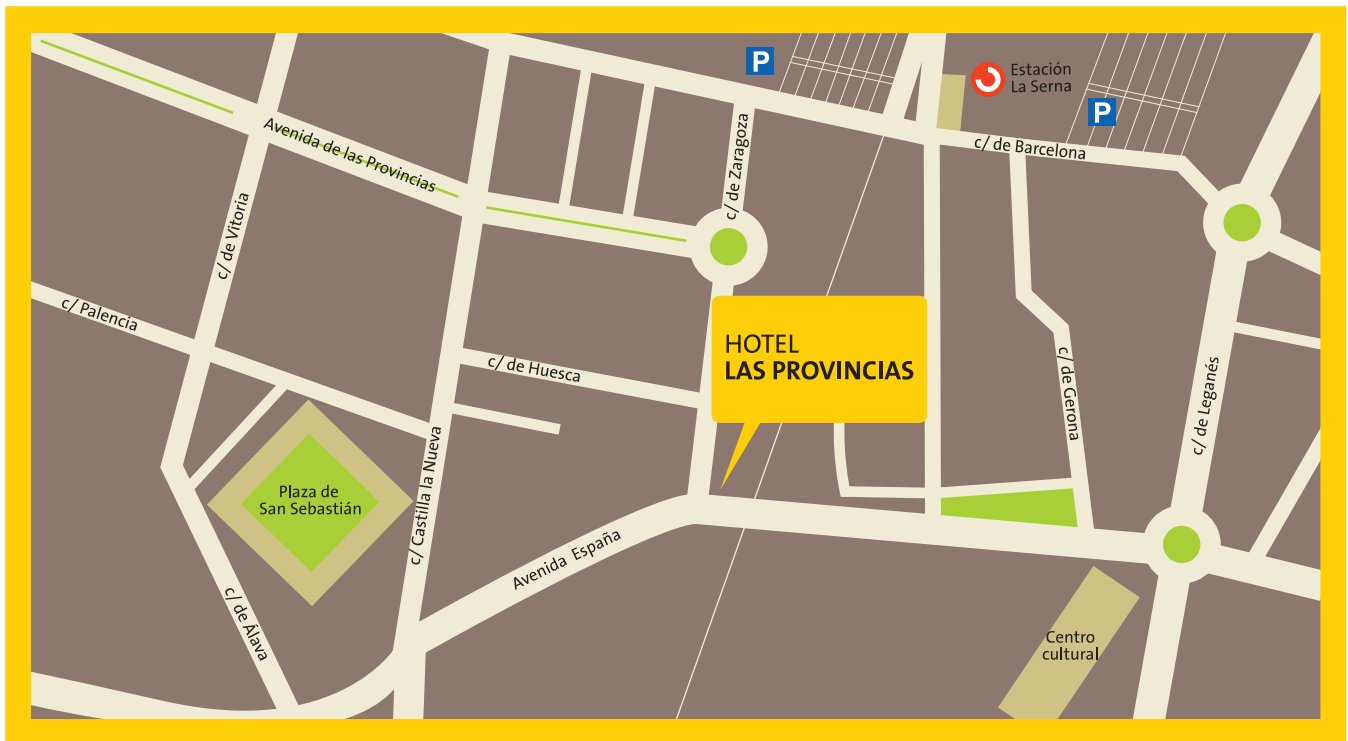 P
Estación
La Serna
P
Avenida de las Provincias
c/ de Zaragoza
c/ de Barcelona
c/ de Vitoria
c/ Palencia
HOTEL
LAS PROVINCIAS
c/ de Huesca
c/ de Gerona
c/ de Leganés
c/ Castilla la Nueva
Plaza de
San Sebastián
Avenida España
c/ de Álava
Centro
cultural